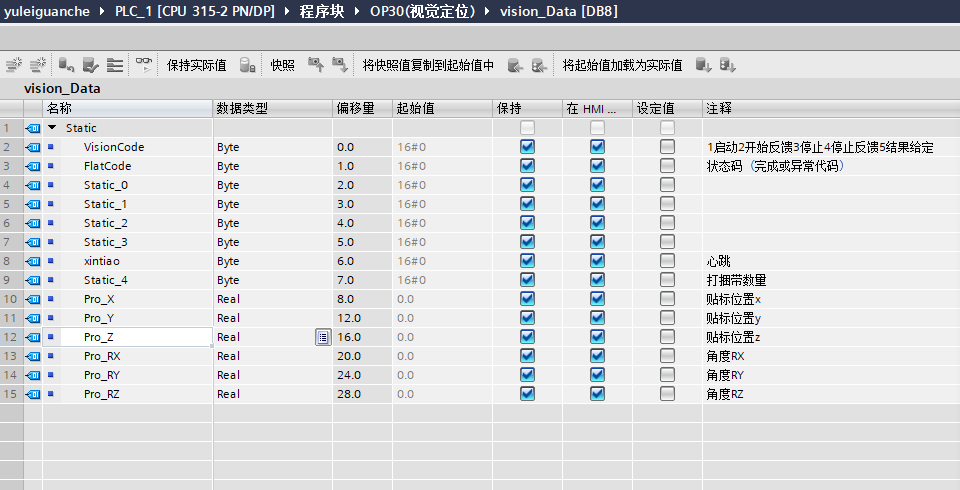 yuleiguanche ▸ PLC_1 [CPU 315-2 PN/DP] ▸ 程序块 ▸ OP30(视觉定位) ▸ vision_Data [DB8]
保持实际值 快照 将快照值复制到起始值中 将起始值加载为实际值
vision_Data
名称 数据类型 偏移量 起始值 保持 在 HMI ... 设定值 注释
1 Static
2 VisionCode Byte 0.0 16#0 1启动2开始反馈3停止4停止反馈5结果给定
3 FlatCode Byte 1.0 16#0 状态码（完成或异常代码）
4 Static_0 Byte 2.0 16#0
5 Static_1 Byte 3.0 16#0
6 Static_2 Byte 4.0 16#0
7 Static_3 Byte 5.0 16#0
8 xintiao Byte 6.0 16#0 心跳
9 Static_4 Byte 7.0 16#0 打捆带数量
10 Pro_X Real 8.0 0.0 贴标位置x
11 Pro_Y Real 12.0 0.0 贴标位置y
12 Pro_Z Real 16.0 0.0 贴标位置z
13 Pro_RX Real 20.0 0.0 角度RX
14 Pro_RY Real 24.0 0.0 角度RY
15 Pro_RZ Real 28.0 0.0 角度RZ